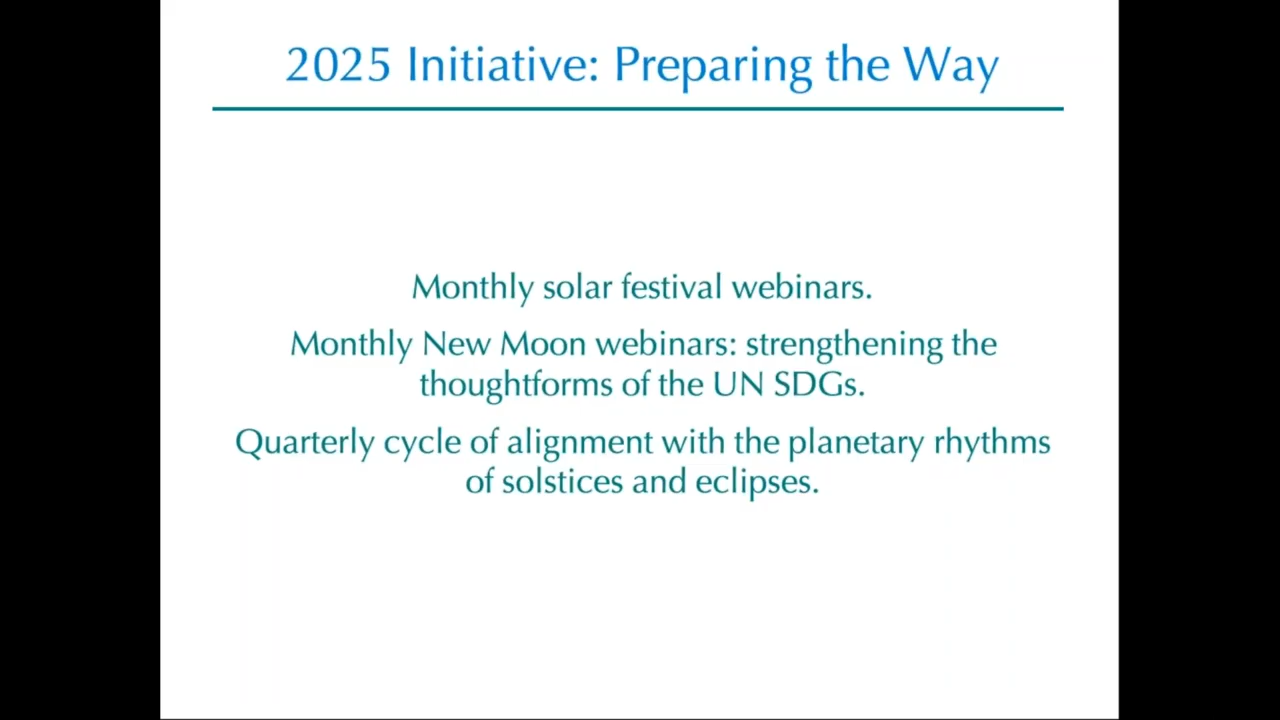 2025 Initiative: Preparing the Way
Monthly solar festival webinars.
Monthly New Moon webinars: strengthening the
thoughtforms of the UN SDGs.
Quarterly cycle of alignment with the planetary rhythms
of solstices and eclipses.